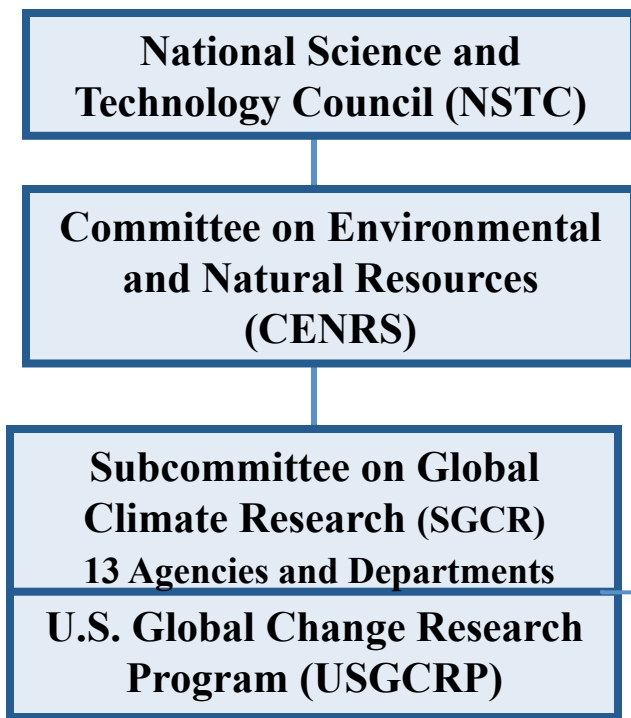 National Science and
Technology Council (NSTC)
Committee on Environmental
and Natural Resources
(CENRS)
Subcommittee on Global
Climate Research (SGCR)
13 Agencies and Departments
U.S. Global Change Research
Program (USGCRP)